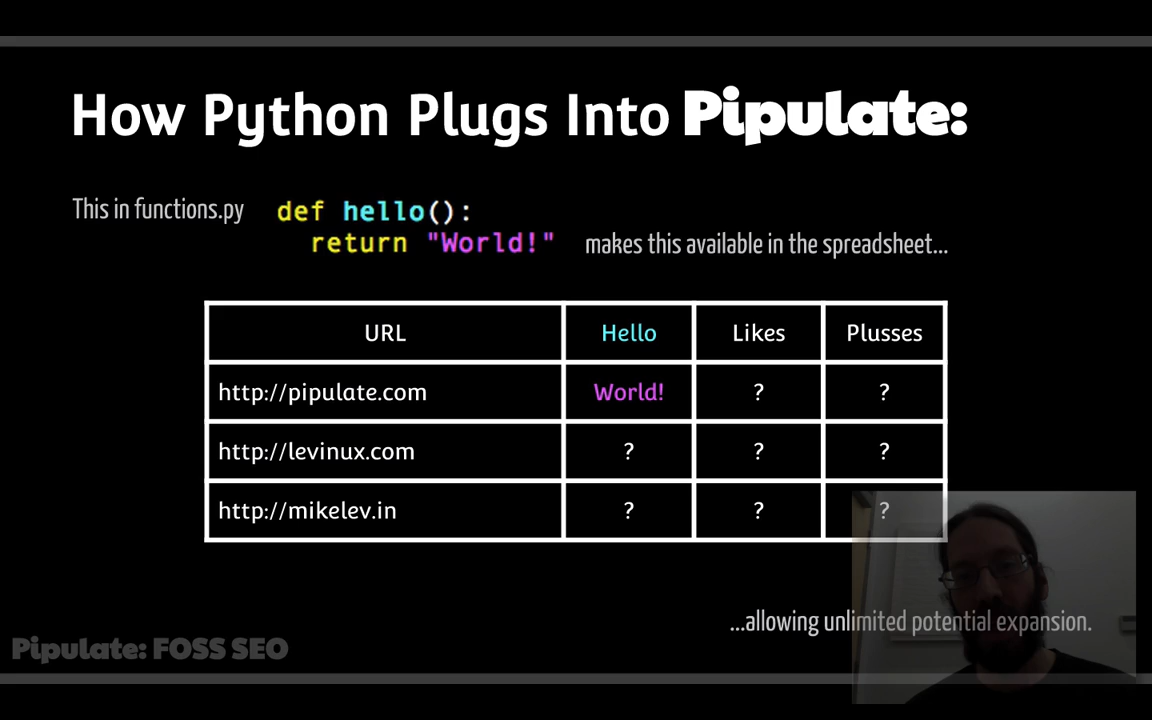 How Python Plugs Into Pipulate:
This in functions.py
def hello():
return "World!"
makes this available in the spreadsheet...
URL Hello Likes Plusses
http://pipulate.com World! ? ?
http://levinux.com ? ? ?
http://mikelev.in ? ? ?
...allowing unlimited potential expansion.
Pipulate: FOSS SEO